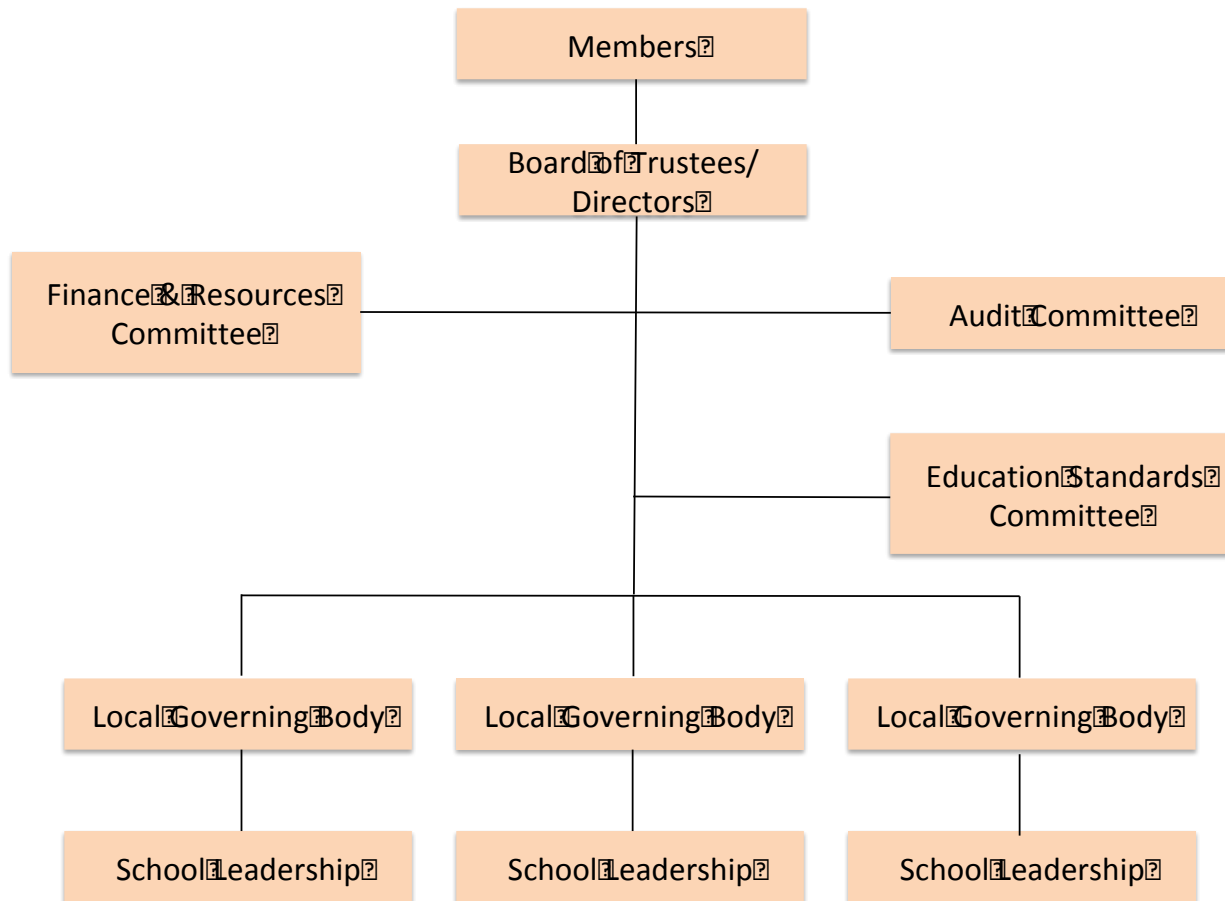 Members
Board of Trustees/
Directors
Finance & Resources
Committee
Audit Committee
Education Standards
Committee
Local Governing Body
Local Governing Body
Local Governing Body
School Leadership
School Leadership
School Leadership